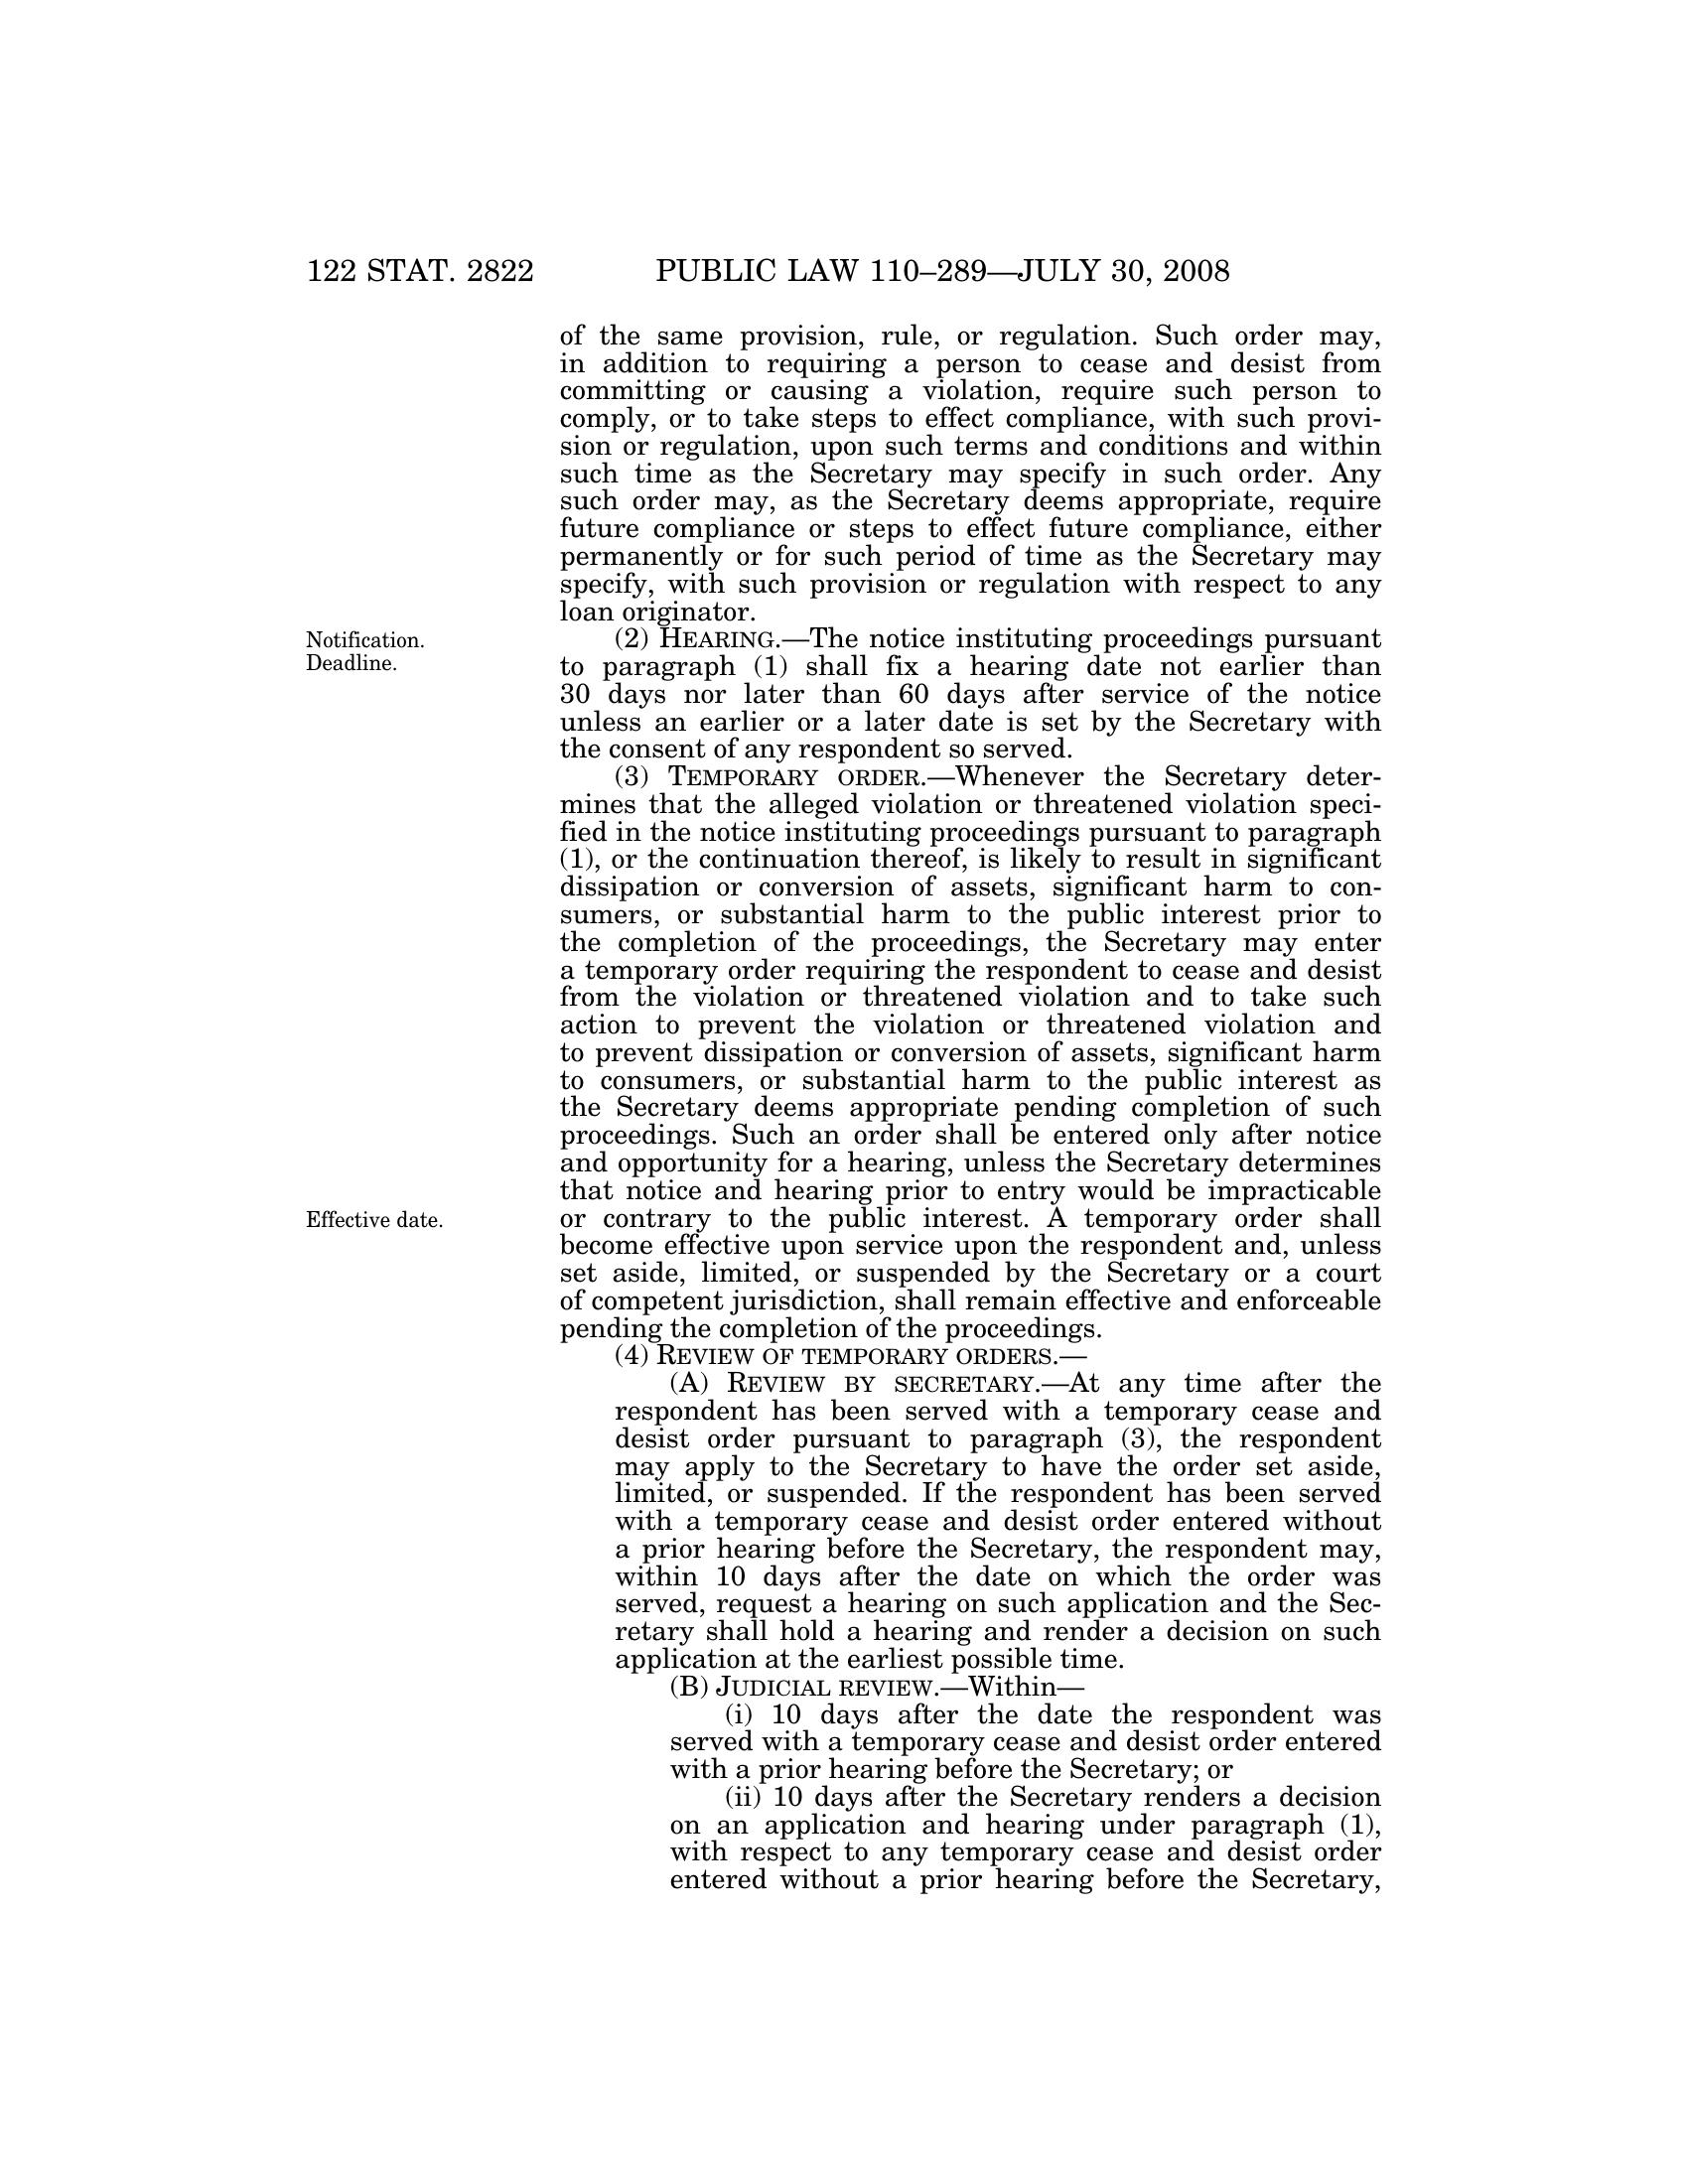 122 STAT. 2822 PUBLIC LAW 110–289—JULY 30, 2008
of the same provision, rule, or regulation. Such order may,
in addition to requiring a person to cease and desist from
committing or causing a violation, require such person to
comply, or to take steps to effect compliance, with such provi-
sion or regulation, upon such terms and conditions and within
such time as the Secretary may specify in such order. Any
such order may, as the Secretary deems appropriate, require
future compliance or steps to effect future compliance, either
permanently or for such period of time as the Secretary may
specify, with such provision or regulation with respect to any
loan originator.
Notification.
Deadline.
(2) HEARING.—The notice instituting proceedings pursuant
to paragraph (1) shall fix a hearing date not earlier than
30 days nor later than 60 days after service of the notice
unless an earlier or a later date is set by the Secretary with
the consent of any respondent so served.
(3) TEMPORARY ORDER.—Whenever the Secretary deter-
mines that the alleged violation or threatened violation speci-
fied in the notice instituting proceedings pursuant to paragraph
(1), or the continuation thereof, is likely to result in significant
dissipation or conversion of assets, significant harm to con-
sumers, or substantial harm to the public interest prior to
the completion of the proceedings, the Secretary may enter
a temporary order requiring the respondent to cease and desist
from the violation or threatened violation and to take such
action to prevent the violation or threatened violation and
to prevent dissipation or conversion of assets, significant harm
to consumers, or substantial harm to the public interest as
the Secretary deems appropriate pending completion of such
proceedings. Such an order shall be entered only after notice
and opportunity for a hearing, unless the Secretary determines
that notice and hearing prior to entry would be impracticable
Effective date.
or contrary to the public interest. A temporary order shall
become effective upon service upon the respondent and, unless
set aside, limited, or suspended by the Secretary or a court
of competent jurisdiction, shall remain effective and enforceable
pending the completion of the proceedings.
(4) REVIEW OF TEMPORARY ORDERS.—
(A) REVIEW BY SECRETARY.—At any time after the
respondent has been served with a temporary cease and
desist order pursuant to paragraph (3), the respondent
may apply to the Secretary to have the order set aside,
limited, or suspended. If the respondent has been served
with a temporary cease and desist order entered without
a prior hearing before the Secretary, the respondent may,
within 10 days after the date on which the order was
served, request a hearing on such application and the Sec-
retary shall hold a hearing and render a decision on such
application at the earliest possible time.
(B) JUDICIAL REVIEW.—Within—
(i) 10 days after the date the respondent was
served with a temporary cease and desist order entered
with a prior hearing before the Secretary; or
(ii) 10 days after the Secretary renders a decision
on an application and hearing under paragraph (1),
with respect to any temporary cease and desist order
entered without a prior hearing before the Secretary,